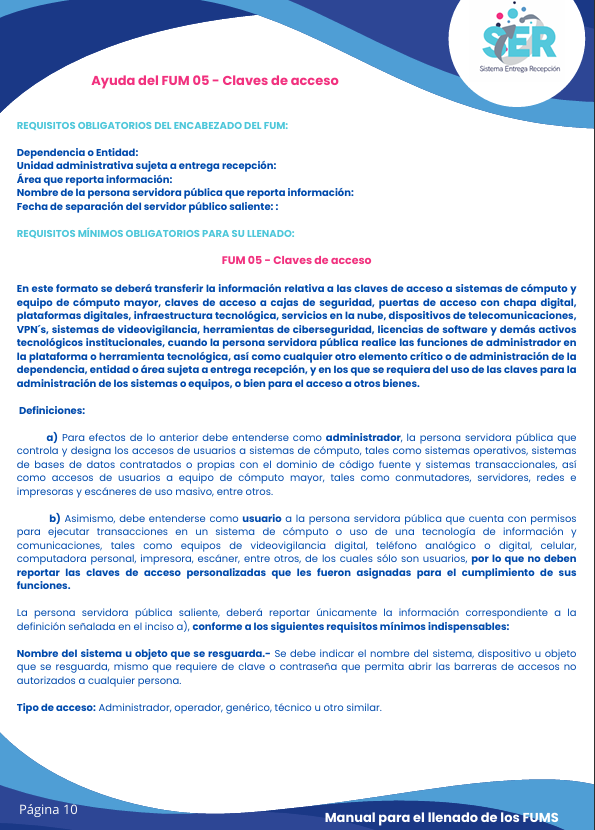 SER
Sistema Entrega Recepción
Ayuda del FUM 05 - Claves de acceso
REQUISITOS OBLIGATORIOS DEL ENCABEZADO DEL FUM:
Dependencia o Entidad:
Unidad administrativa sujeta a entrega recepción:
Área que reporta información:
Nombre de la persona servidora pública que reporta información:
Fecha de separación del servidor público saliente: :
REQUISITOS MÍNIMOS OBLIGATORIOS PARA SU LLENADO:
FUM 05 - Claves de acceso
En este formato se deberá transferir la información relativa a las claves de acceso a sistemas de cómputo y
equipo de cómputo mayor, claves de acceso a cajas de seguridad, puertas de acceso con chapa digital,
plataformas digitales, infraestructura tecnológica, servicios en la nube, dispositivos de telecomunicaciones,
VPN´s, sistemas de videovigilancia, herramientas de ciberseguridad, licencias de software y demás activos
tecnológicos institucionales, cuando la persona servidora pública realice las funciones de administrador en
la plataforma o herramienta tecnológica, así como cualquier otro elemento crítico o de administración de la
dependencia, entidad o área sujeta a entrega recepción, y en los que se requiera del uso de las claves para la
administración de los sistemas o equipos, o bien para el acceso a otros bienes.
Definiciones:
a) Para efectos de lo anterior debe entenderse como administrador, la persona servidora pública que
controla y designa los accesos de usuarios a sistemas de cómputo, tales como sistemas operativos, sistemas
de bases de datos contratados o propias con el dominio de código fuente y sistemas transaccionales, así
como accesos de usuarios a equipo de cómputo mayor, tales como conmutadores, servidores, redes e
impresoras y escáneres de uso masivo, entre otros.
b) Asimismo, debe entenderse como usuario a la persona servidora pública que cuenta con permisos
para ejecutar transacciones en un sistema de cómputo o uso de una tecnología de información y
comunicaciones, tales como equipos de videovigilancia digital, teléfono analógico o digital, celular,
computadora personal, impresora, escáner, entre otros, de los cuales sólo son usuarios, por lo que no deben
reportar las claves de acceso personalizadas que les fueron asignadas para el cumplimiento de sus
funciones.
La persona servidora pública saliente, deberá reportar únicamente la información correspondiente a la
definición señalada en el inciso a), conforme a los siguientes requisitos mínimos indispensables:
Nombre del sistema u objeto que se resguarda.- Se debe indicar el nombre del sistema, dispositivo u objeto
que se resguarda, mismo que requiere de clave o contraseña que permita abrir las barreras de accesos no
autorizados a cualquier persona.
Tipo de acceso: Administrador, operador, genérico, técnico u otro similar.
Página 10
Manual para el llenado de los FUMS